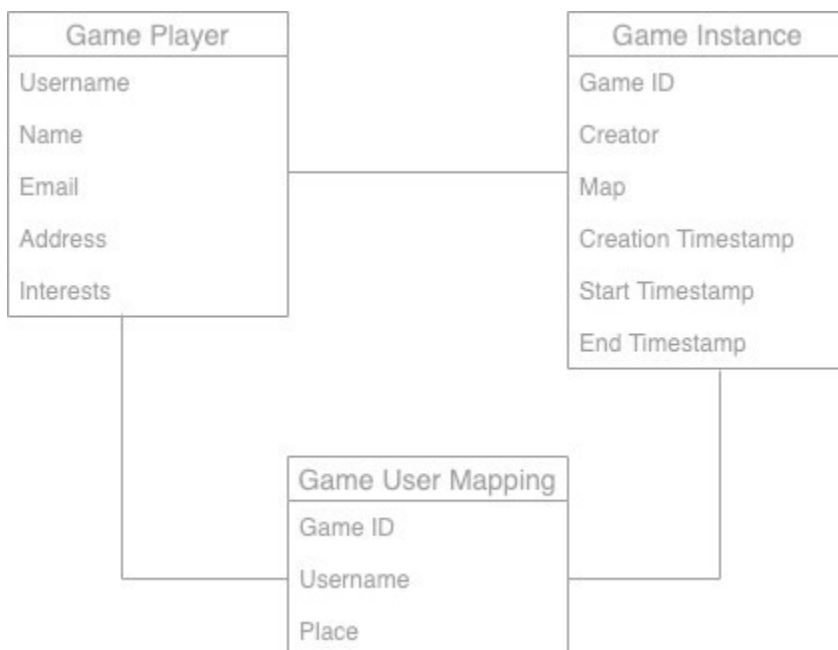 Game Player
Username
Name
Email
Address
Interests
Game Instance
Game ID
Creator
Map
Creation Timestamp
Start Timestamp
End Timestamp
Game User Mapping
Game ID
Username
Place